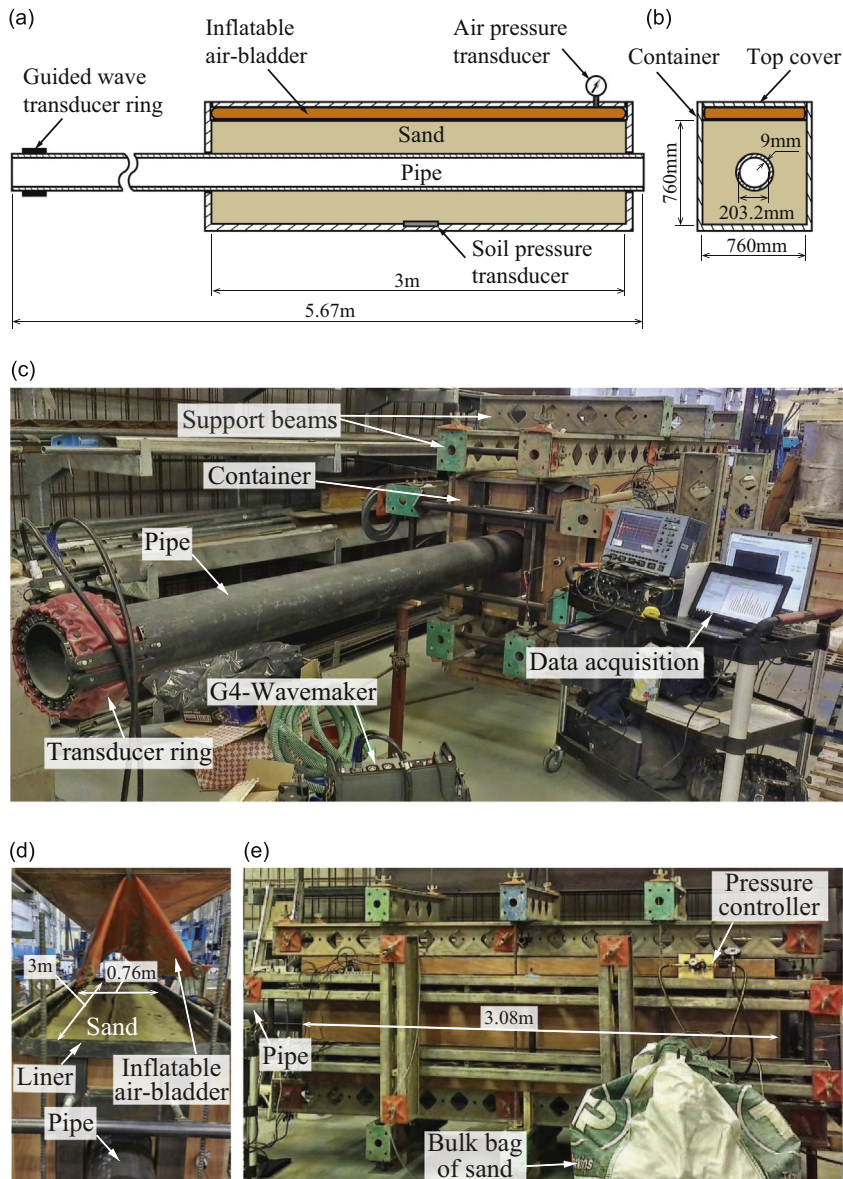 (a)
Inflatable
air-bladder
Air pressure
transducer
Guided wave
transducer ring
Sand
Pipe
Soil pressure
transducer
3m
5.67m
(b)
Container
Top cover
9mm
760mm
203.2mm
760mm
(c)
Support beams
Container
Pipe
Data acquisition
G4-Wavemaker
Transducer ring
(d)
3m
0.76m
Sand
Liner
Inflatable
air-bladder
Pipe
(e)
Pressure
controller
3.08m
Pipe
Bulk bag
of sand